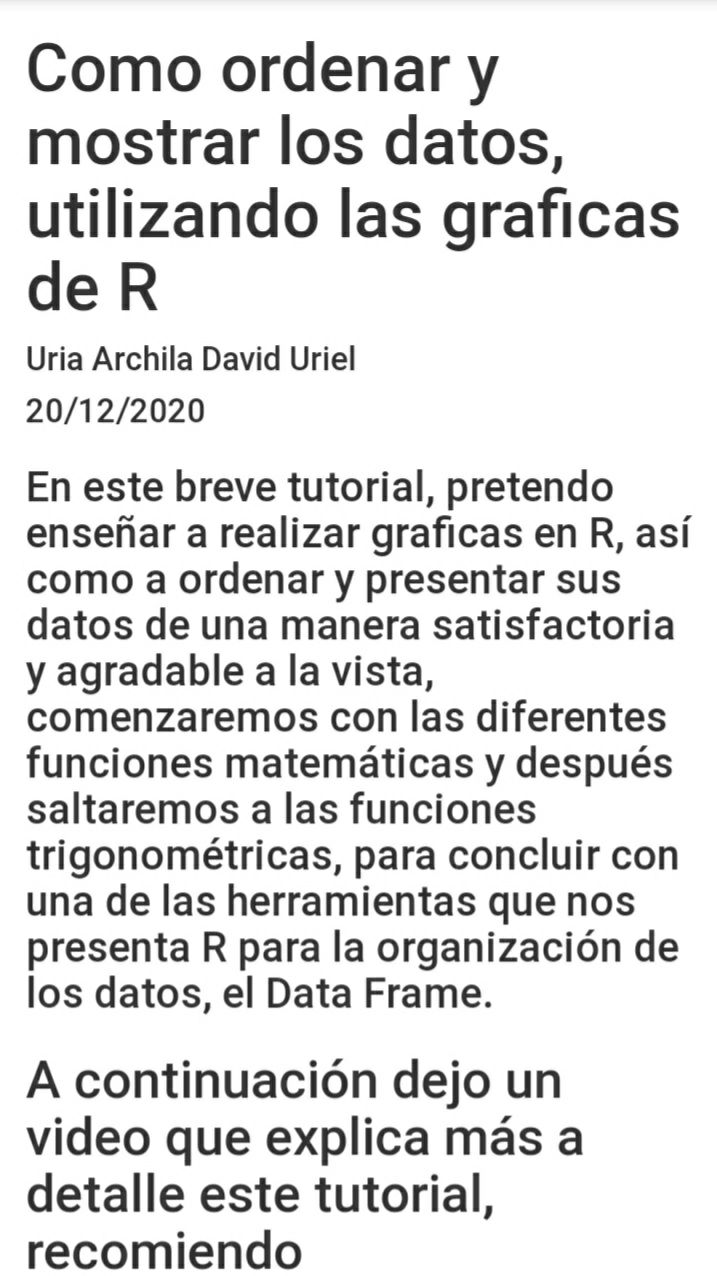 Como ordenar y
mostrar los datos,
utilizando las graficas
de R
Uria Archila David Uriel
20/12/2020
En este breve tutorial, pretendo
enseñar a realizar graficas en R, así
como a ordenar y presentar sus
datos de una manera satisfactoria
y agradable a la vista,
comenzaremos con las diferentes
funciones matemáticas y después
saltaremos a las funciones
trigonométricas, para concluir con
una de las herramientas que nos
presenta R para la organización de
los datos, el Data Frame.
A continuación dejo un
video que explica más a
detalle este tutorial,
recomiendo